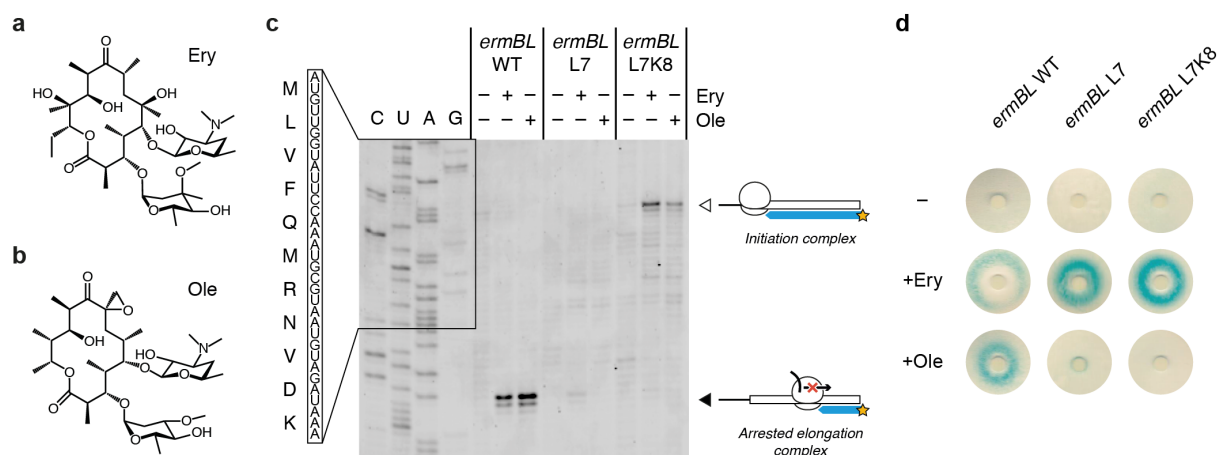 a
Ery
O
HO
OH
OH
HO
N
O
O
O
O
O
O
O
OH
b
Ole
O
O
OH
HO
N
O
O
O
O
O
O
O
OH
c
ermBL
WT
ermBL
L7
ermBL
L7K8
− + − − + − − + − Ery
− − + − − + − − + Ole
C U A G
M
L
V
F
Q
M
R
N
V
D
K
AUGUUGGUAUUCCAAAUGCGUAAUGUAGAUAAA
Initiation complex
Arrested elongation
complex
d
ermBL WT
ermBL L7
ermBL L7K8
−
+Ery
+Ole